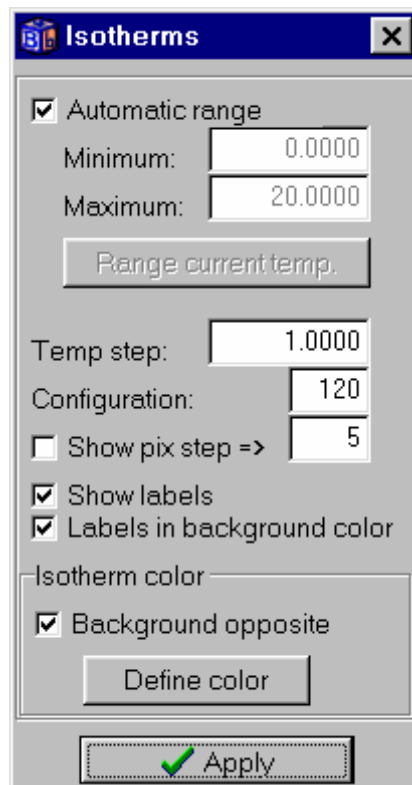 Isotherms
Automatic range
Minimum: 0.0000
Maximum: 20.0000
Range current temp.
Temp step: 1.0000
Configuration: 120
Show pix step => 5
Show labels
Labels in background color
Isotherm color
Background opposite
Define color
Apply